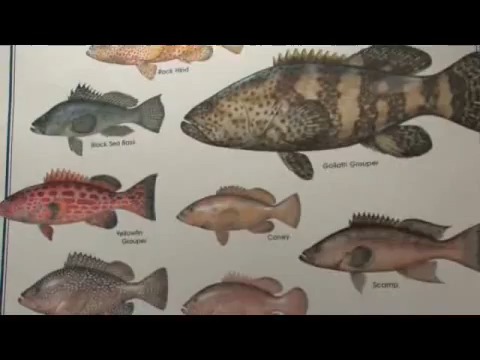 Rock Hind
Black Sea Bass
Goliath Grouper
Yellowfin
Grouper
Coney
Scamp